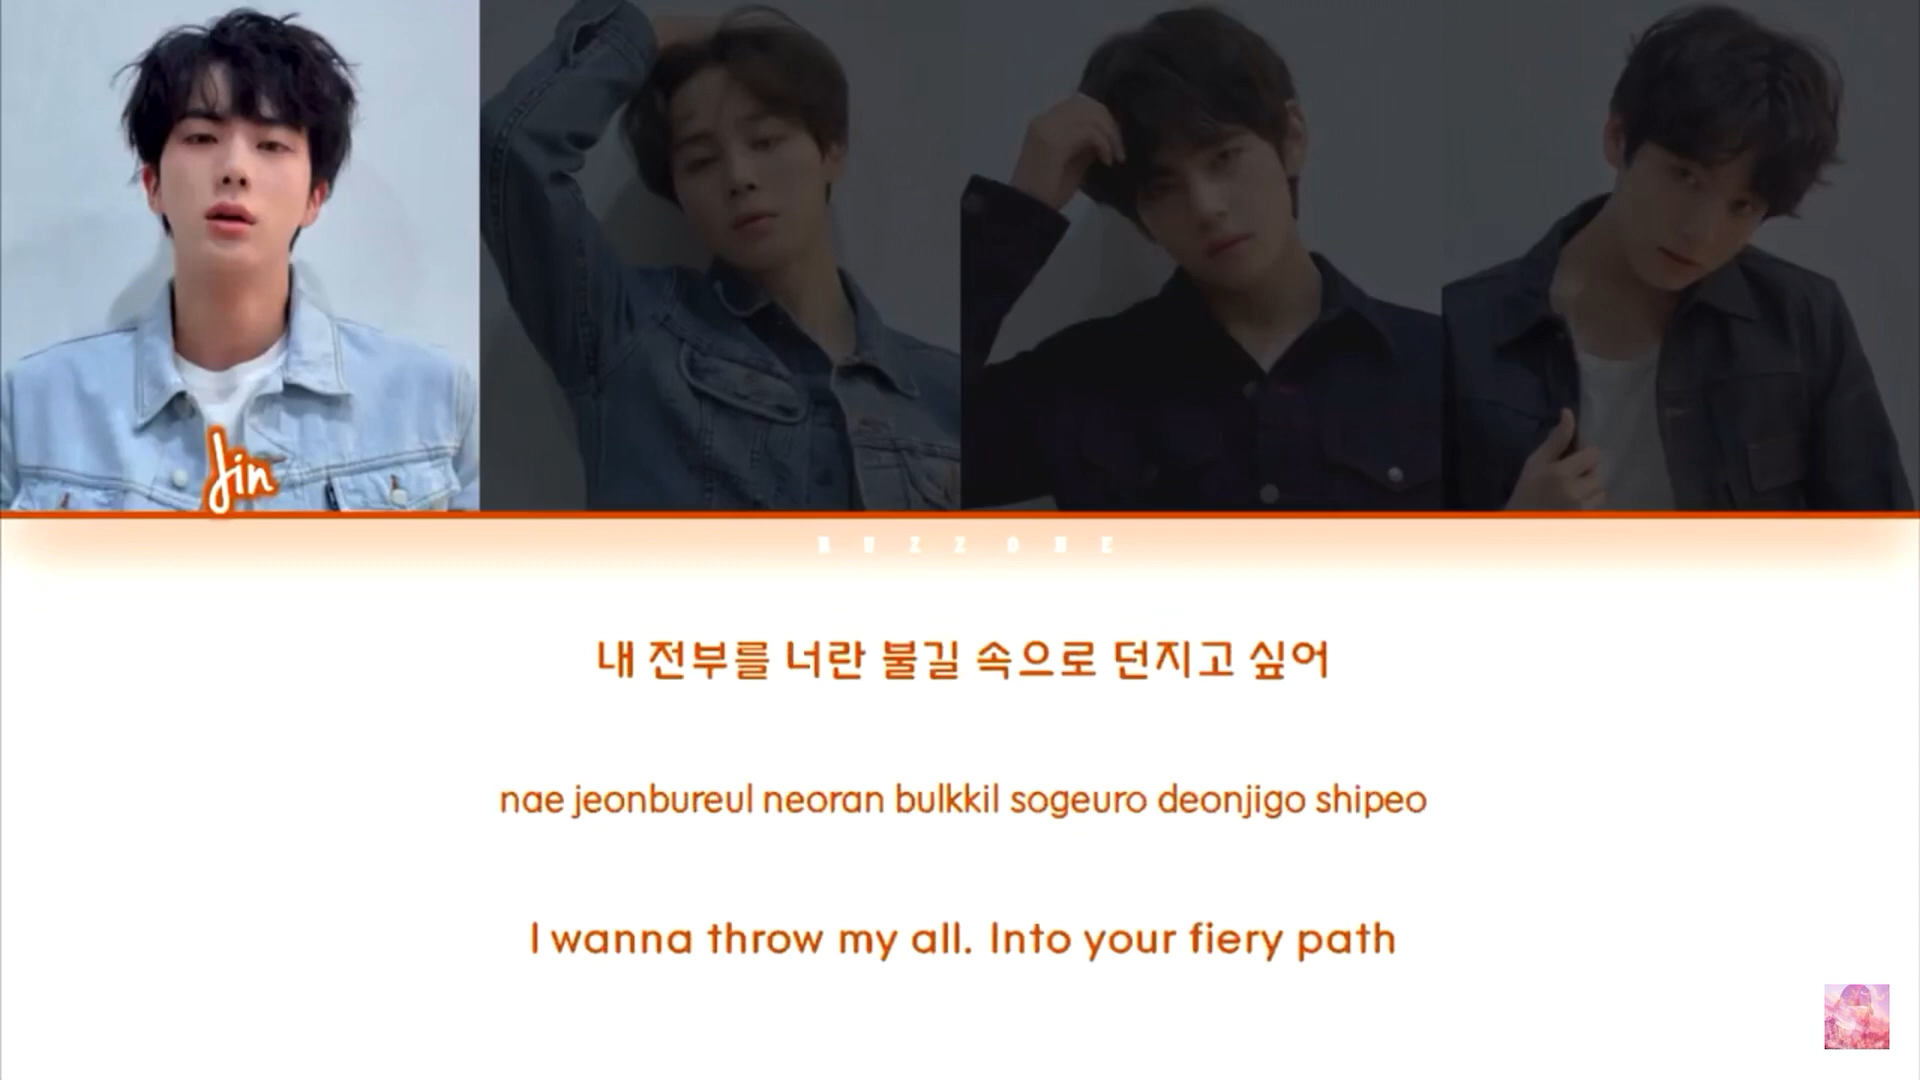 Jin
BUZZONE
내 전부를 너란 불길 속으로 던지고 싶어
nae jeonbureul neoran bulkkil sogeuro deonjigo shipeo
I wanna throw my all. Into your fiery path